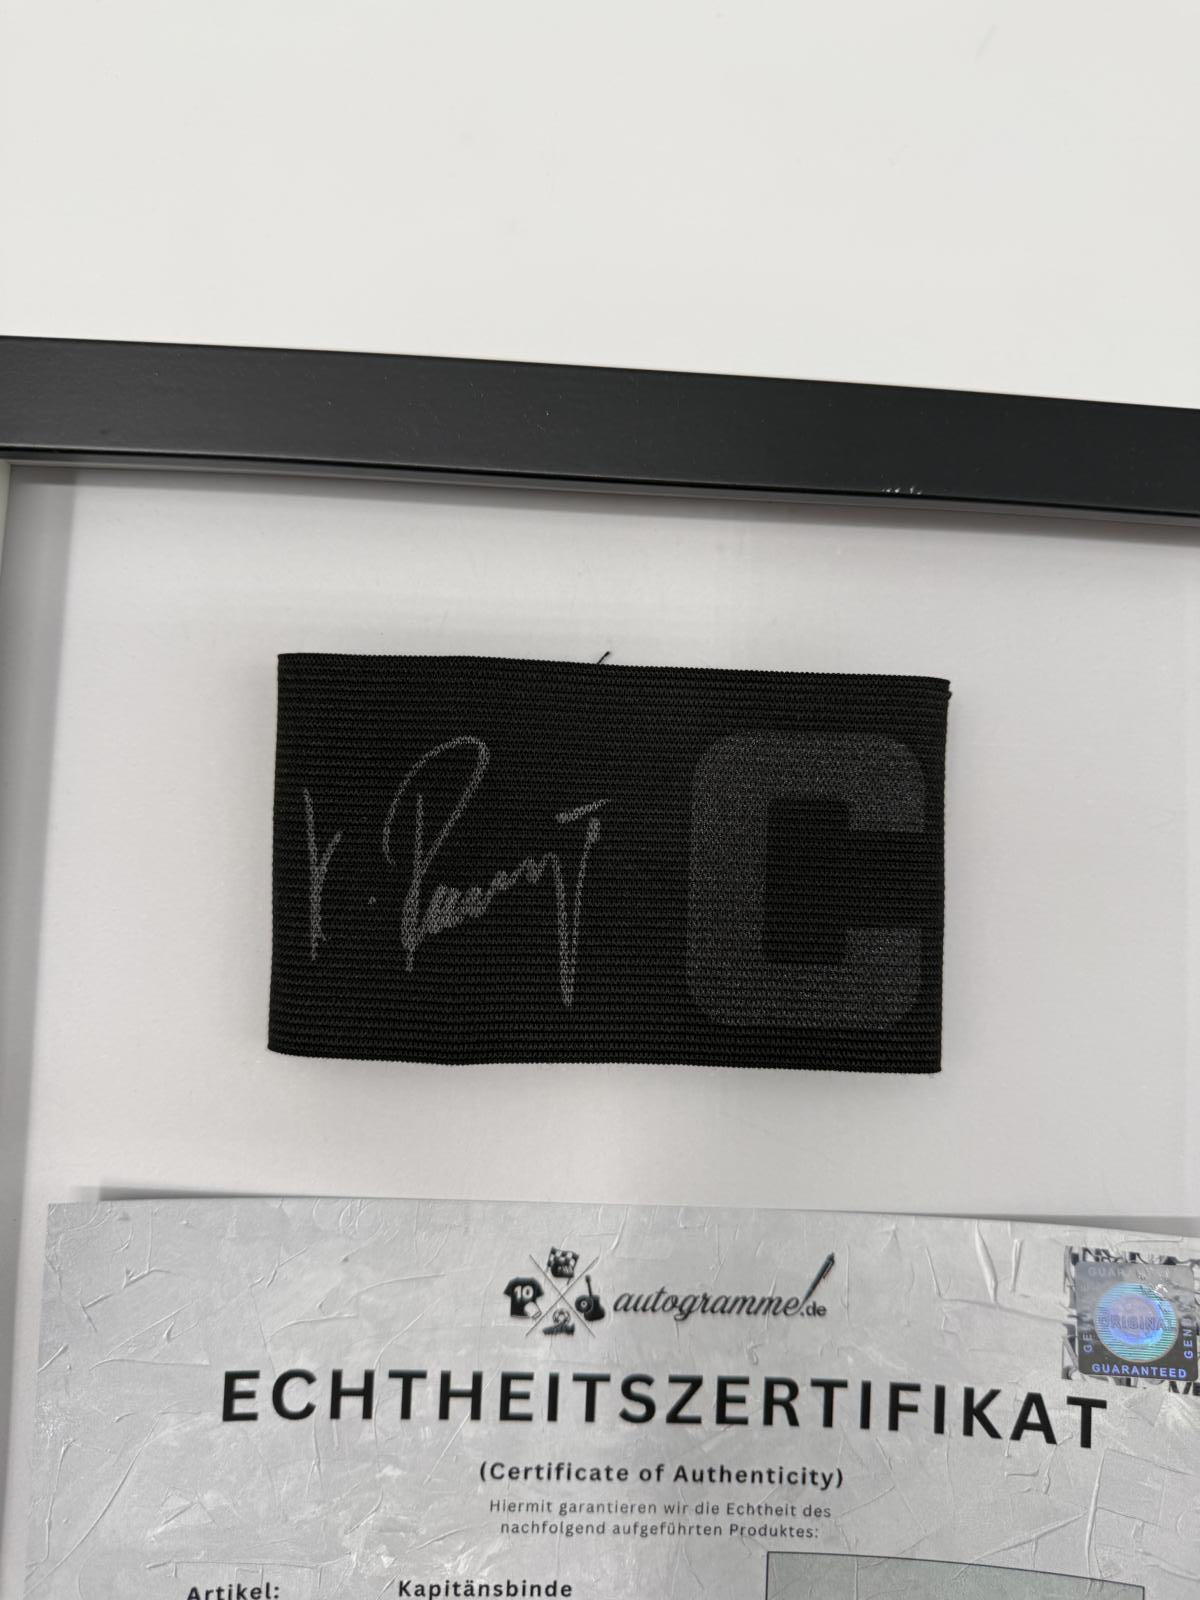 C
10
autogramme.de
ORIGINAL
GUARANTEED
ECHTHEITSZERTIFIKAT
(Certificate of Authenticity)
Hiermit garantieren wir die Echtheit des
nachfolgend aufgeführten Produktes:
Artikel: Kapitänsbinde